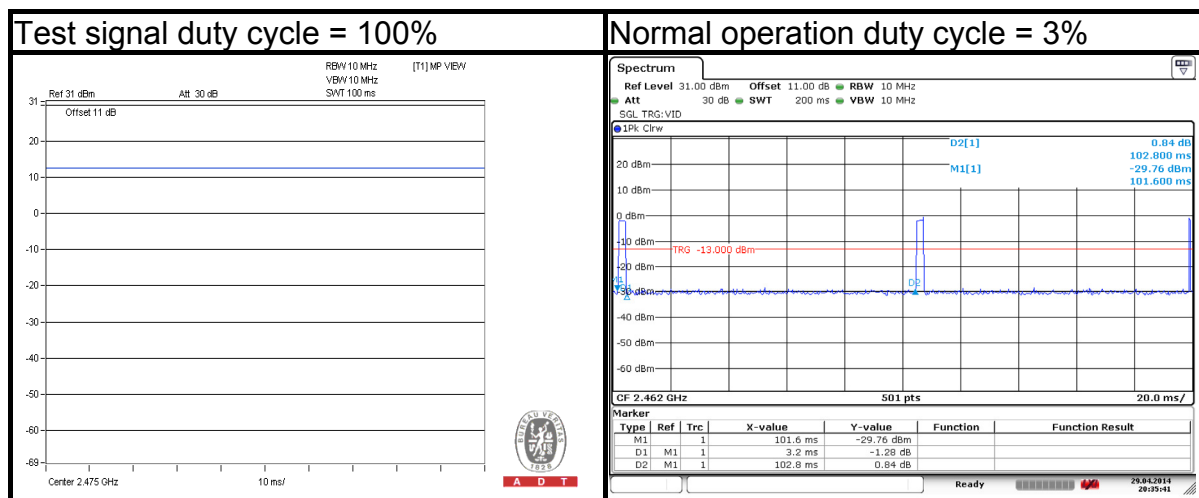 Test signal duty cycle = 100%
Normal operation duty cycle = 3%
RBW 10 MHz [T1] MP VIEW
VBW 10 MHz
Ref 31 dBm Att 30 dB SWT 100 ms
31
Offset 11 dB
20
10
0
-10
-20
-30
-40
-50
-60
-69
Center 2.475 GHz 10 ms/
BUREAU VERITAS
1828
A D T
Spectrum
Ref Level 31.00 dBm Offset 11.00 dB RBW 10 MHz
Att 30 dB SWT 200 ms VBW 10 MHz
SGL TRG:VID
1Pk Clrw
D2[1] 0.84 dB
102.800 ms
M1[1] -29.76 dBm
101.600 ms
20 dBm
10 dBm
0 dBm
-10 dBm
TRG -13.000 dBm
-20 dBm
M1
D2
-30 dBm
-40 dBm
-50 dBm
-60 dBm
CF 2.462 GHz 501 pts 20.0 ms/
Marker
Type Ref Trc X-value Y-value Function Function Result
M1 1 101.6 ms -29.76 dBm
D1 M1 1 3.2 ms -1.28 dB
D2 M1 1 102.8 ms 0.84 dB
Ready 29.04.2014
20:35:41